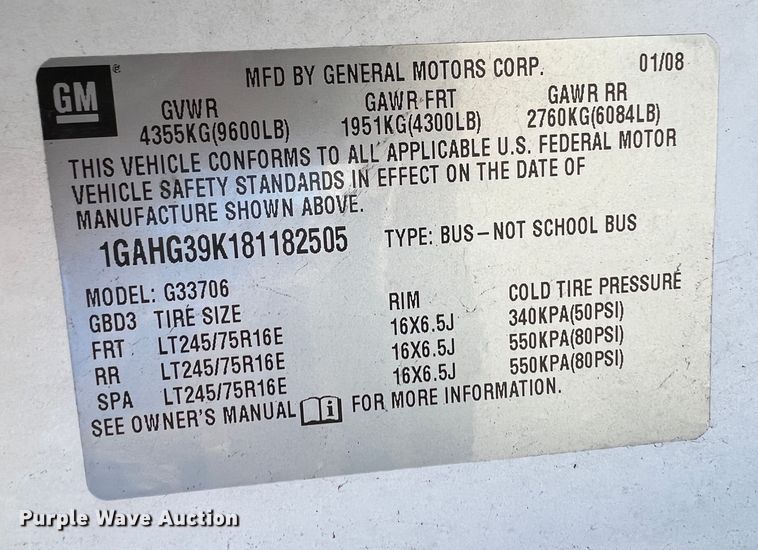 GM ® MFD BY GENERAL MOTORS CORP. 01/08
GVWR GAWR FRT GAWR RR
4355KG(9600LB) 1951KG(4300LB) 2760KG(6084LB)
THIS VEHICLE CONFORMS TO ALL APPLICABLE U.S. FEDERAL MOTOR
VEHICLE SAFETY STANDARDS IN EFFECT ON THE DATE OF
MANUFACTURE SHOWN ABOVE.
1GAHG39K181182505 TYPE: BUS-NOT SCHOOL BUS
MODEL: G33706
GBD3 TIRE SIZE RIM COLD TIRE PRESSURE
FRT LT245/75R16E 16X6.5J 340KPA(50PSI)
RR LT245/75R16E 16X6.5J 550KPA(80PSI)
SPA LT245/75R16E 16X6.5J 550KPA(80PSI)
SEE OWNER'S MANUAL i FOR MORE INFORMATION.
Purple Wave Auction